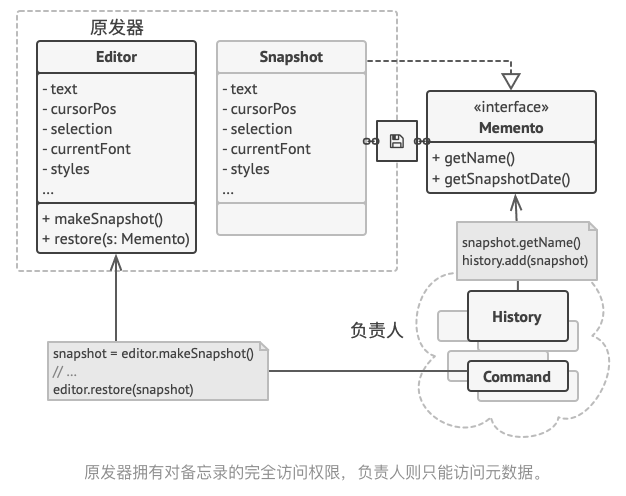 原发器
Editor
- text
- cursorPos
- selection
- currentFont
- styles
...
+ makeSnapshot()
+ restore(s: Memento)
Snapshot
- text
- cursorPos
- selection
- currentFont
- styles
...
«interface»
Memento
+ getName()
+ getSnapshotDate()
snapshot.getName()
history.add(snapshot)
负责人
History
Command
snapshot = editor.makeSnapshot()
// ...
editor.restore(snapshot)
原发器拥有对备忘录的完全访问权限，负责人则只能访问元数据。